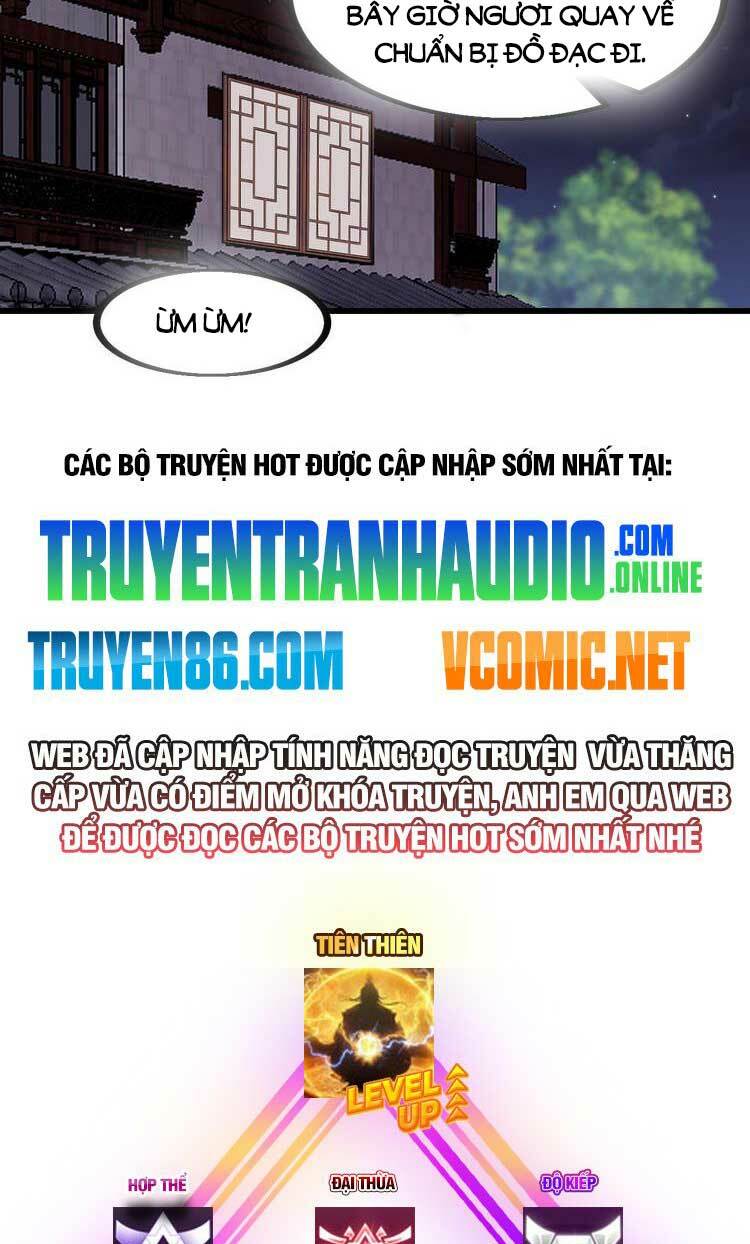 BÂY GIỜ NGƯƠI QUAY VỀ
CHUẨN BỊ ĐỒ ĐẠC ĐI.
ỪM ỪM!
CÁC BỘ TRUYỆN HOT ĐƯỢC CẬP NHẬP SỚM NHẤT TẠI:
TRUYENTRANHAUDIO.COM
.ONLINE
TRUYEN86.COM VCOMIC.NET
WEB ĐÃ CẬP NHẬP TÍNH NĂNG ĐỌC TRUYỆN VỪA THĂNG
CẤP VỪA CÓ ĐIỂM MỞ KHÓA TRUYỆN, ANH EM QUA WEB
ĐỂ ĐƯỢC ĐỌC CÁC BỘ TRUYỆN HOT SỚM NHẤT NHÉ
TIÊN THIÊN
LEVEL
UP
HỢP THỂ ĐẠI THỪA ĐỘ KIẾP